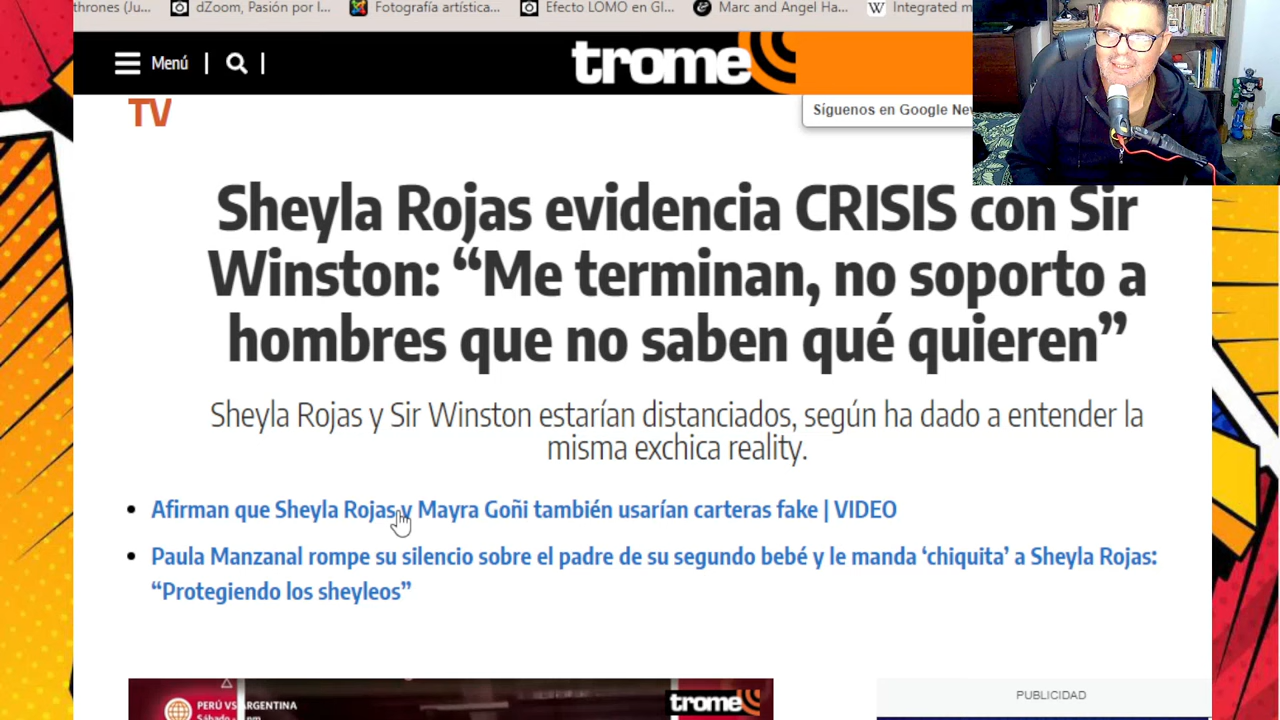 thrones (Ju...
dZoom, Pasión por l...
Fotografía artística...
Efecto LOMO en GI...
Marc and Angel Ha...
W
Integrated m
Menú
trome
TV
Síguenos en Google New
Sheyla Rojas evidencia CRISIS con Sir
Winston: “Me terminan, no soporto a
hombres que no saben qué quieren”
Sheyla Rojas y Sir Winston estarían distanciados, según ha dado a entender la
misma exchica reality.
Afirman que Sheyla Rojas y Mayra Goñi también usarían carteras fake | VIDEO
Paula Manzanal rompe su silencio sobre el padre de su segundo bebé y le manda ‘chiquita’ a Sheyla Rojas:
“Protegiendo los sheyleos”
PERÚ VS ARGENTINA
trome
PUBLICIDAD